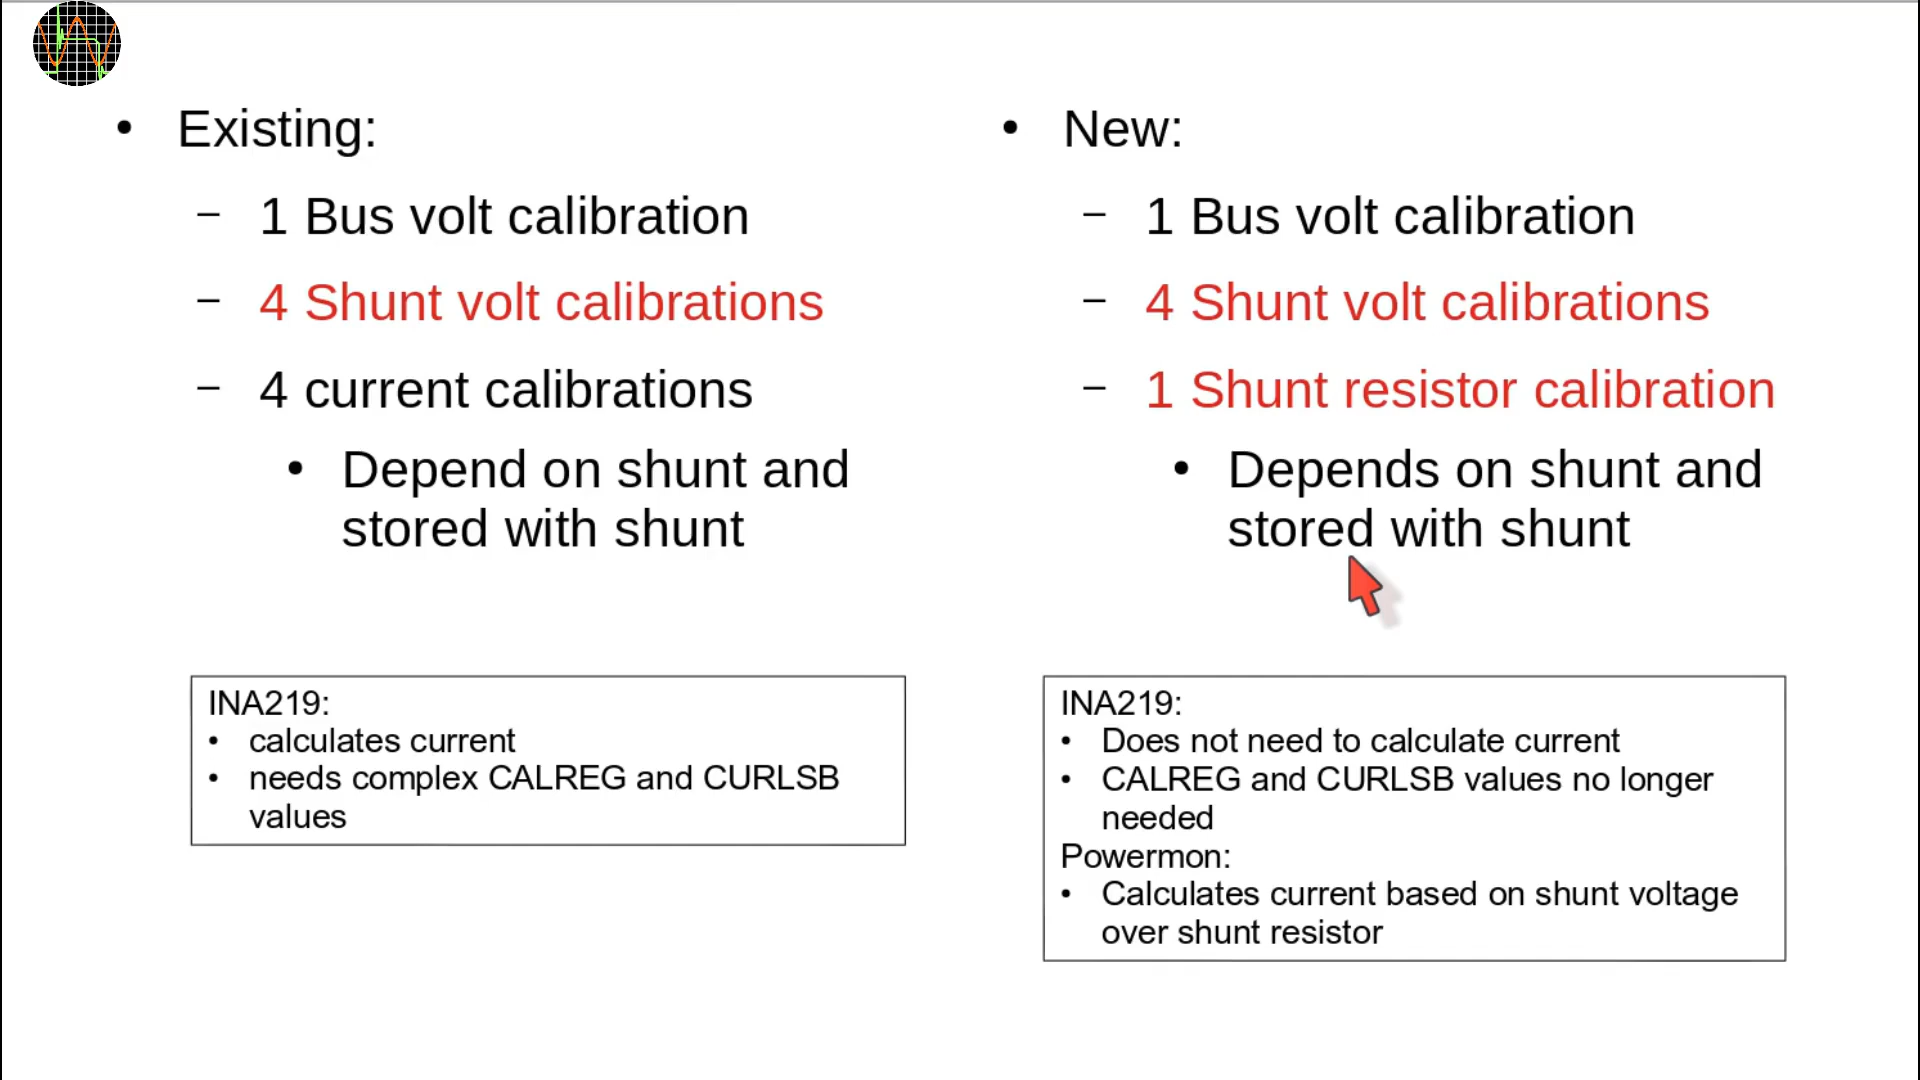 • Existing:
– 1 Bus volt calibration
– 4 Shunt volt calibrations
– 4 current calibrations
• Depend on shunt and
stored with shunt
INA219:
• calculates current
• needs complex CALREG and CURLSB
values
• New:
– 1 Bus volt calibration
– 4 Shunt volt calibrations
– 1 Shunt resistor calibration
• Depends on shunt and
stored with shunt
INA219:
• Does not need to calculate current
• CALREG and CURLSB values no longer
needed
Powermon:
• Calculates current based on shunt voltage
over shunt resistor